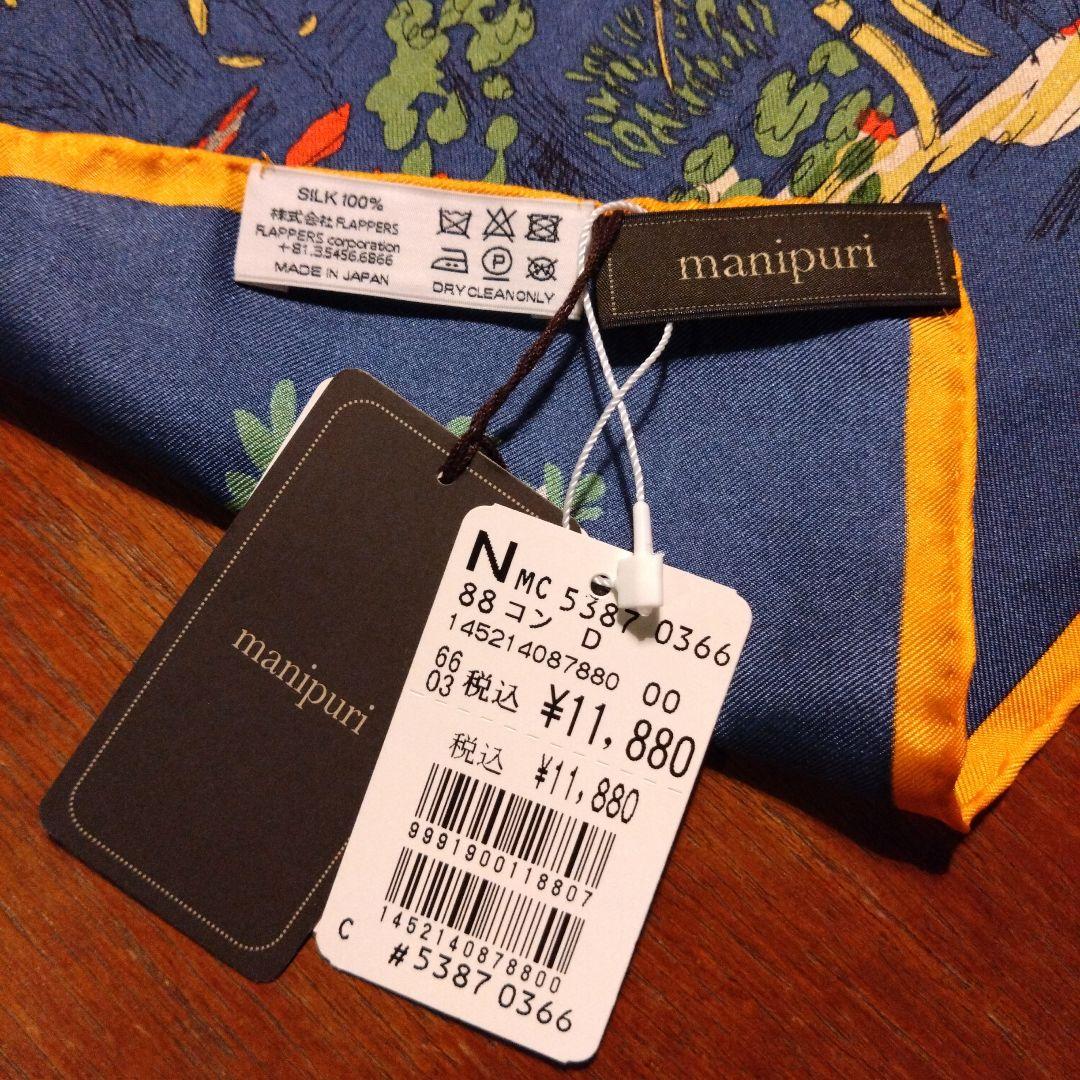 SILK 100%
株式会社 FLAPPERS
FLAPPERS corporation
+81.3.5456.6866
MADE IN JAPAN
DRY CLEAN ONLY
manipuri
manipuri
N MC 5387 0366
88 コン D
14521408788０ 00
66
03 税込 ¥11,880
税込 ¥11,880
9991900118807
1452140878800
C
#5387 0366